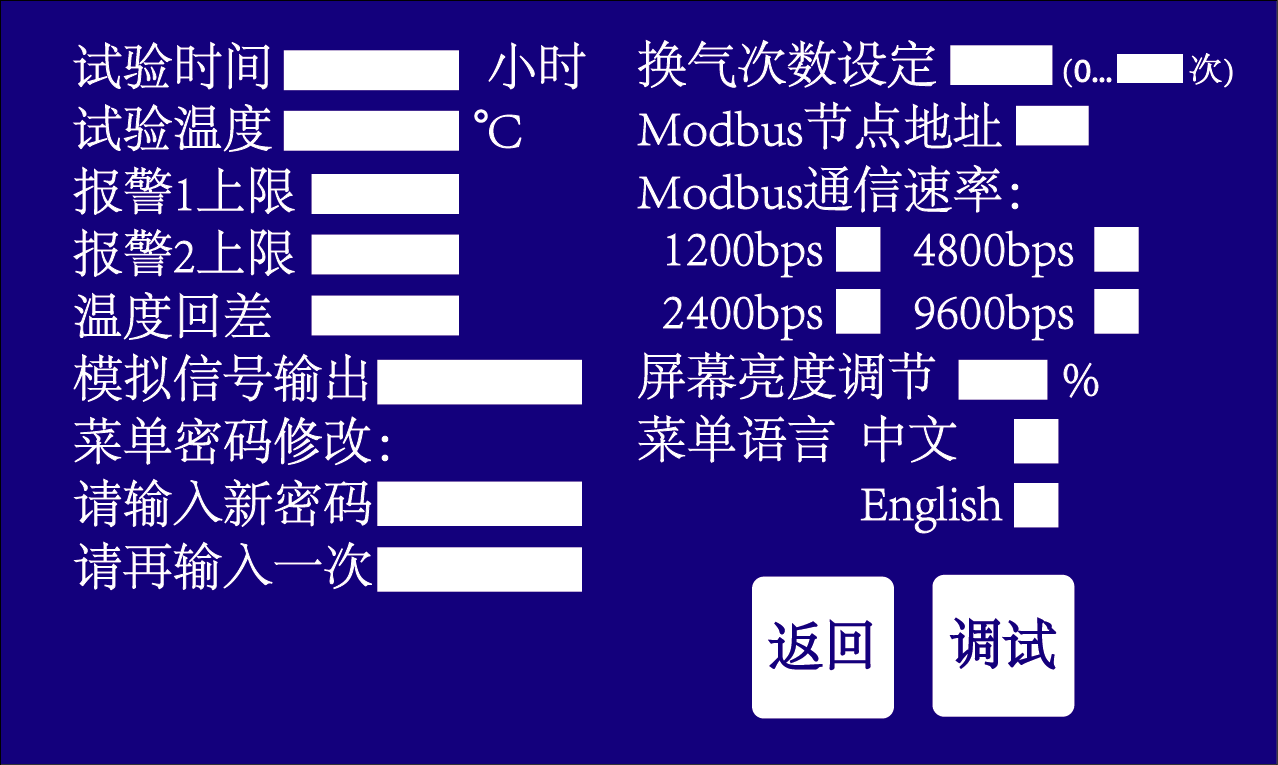 试验时间 小时
试验温度 ℃
报警1上限
报警2上限
温度回差
模拟信号输出
菜单密码修改：
请输入新密码
请再输入一次
换气次数设定 (0... 次)
Modbus节点地址
Modbus通信速率：
1200bps 4800bps
2400bps 9600bps
屏幕亮度调节 %
菜单语言 中文
English
返回 调试